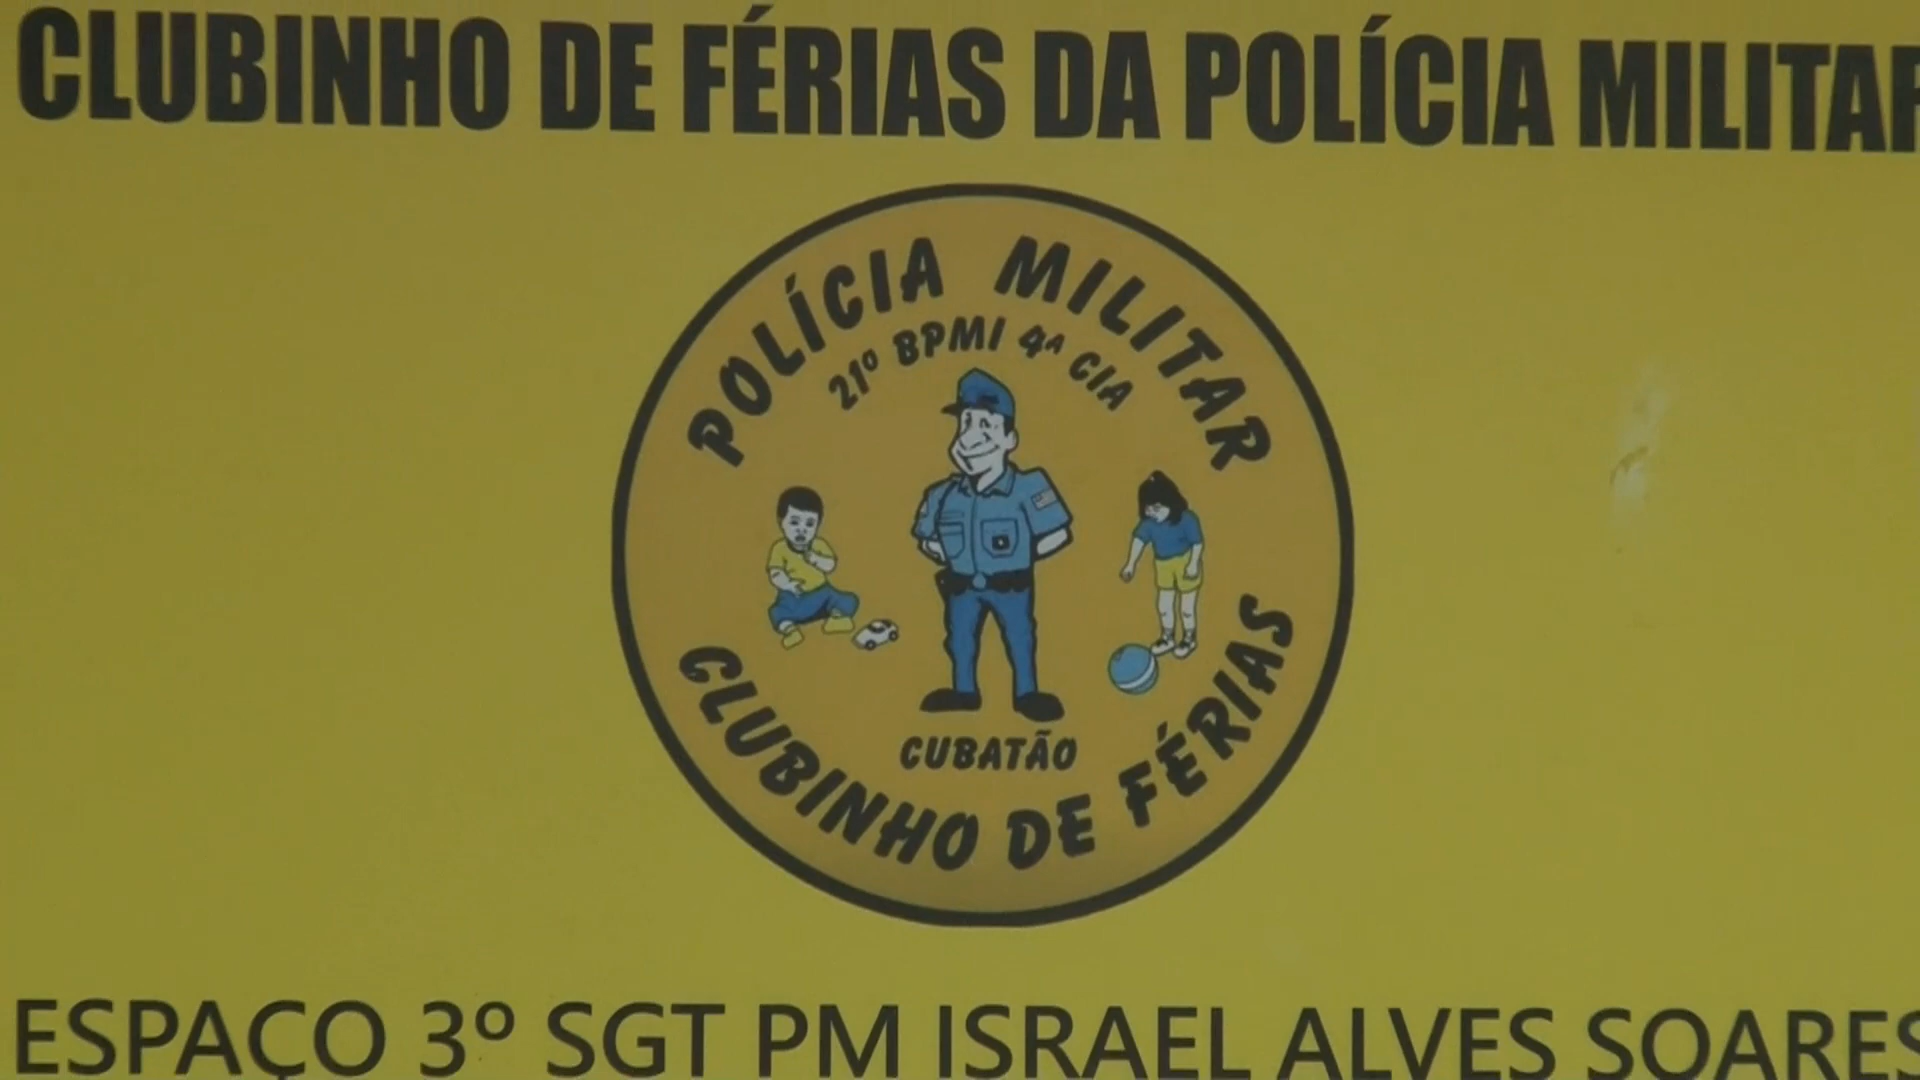 CLUBINHO DE FÉRIAS DA POLÍCIA MILITAR
POLÍCIA MILITAR
21º BPMI 4ª CIA
CUBATÃO
CLUBINHO DE FÉRIAS
ESPAÇO 3º SGT PM ISRAEL ALVES SOARES